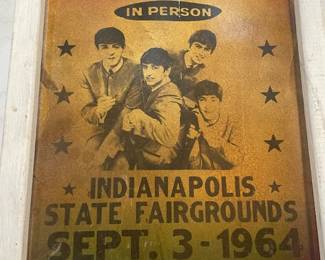 IN PERSON
INDIANAPOLIS
STATE FAIRGROUNDS
SEPT. 3 - 1964